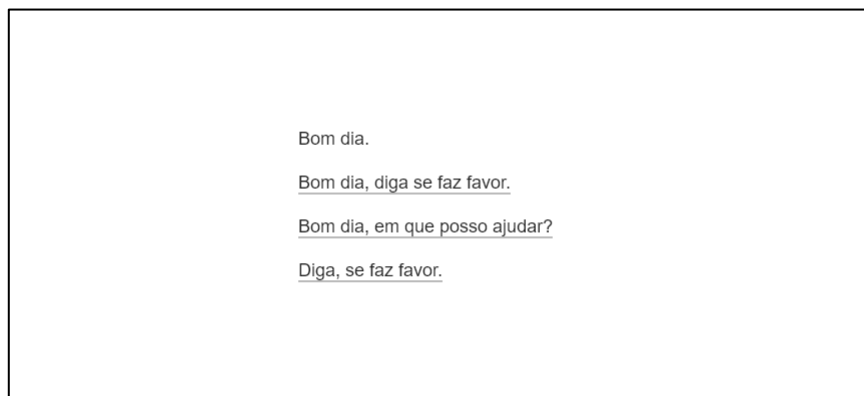 Bom dia.
Bom dia, diga se faz favor.
Bom dia, em que posso ajudar?
Diga, se faz favor.